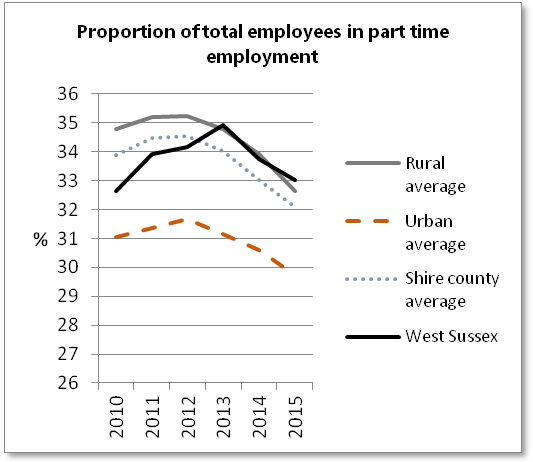 Proportion of total employees in part time
employment
36
35
34
33
32
31
30
29
28
27
26
%
2010
2011
2012
2013
2014
2015
Rural
average
Urban
average
Shire county
average
West Sussex